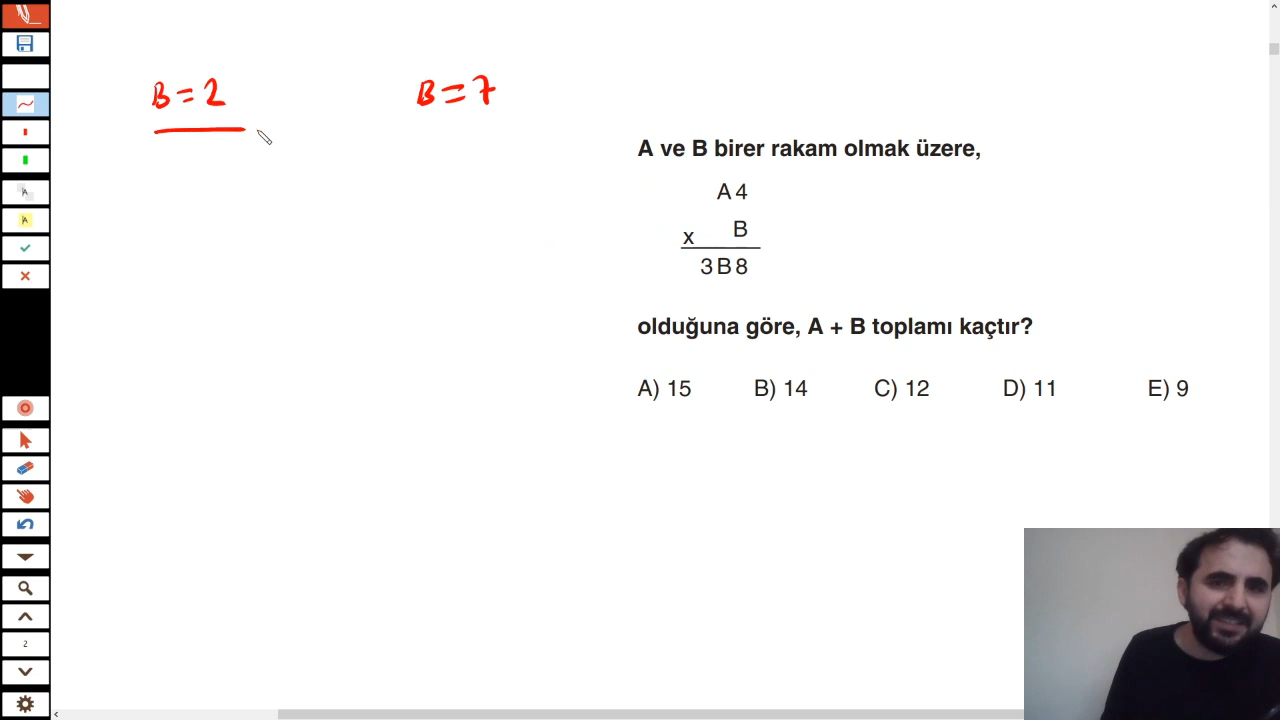 B = 2 B = 7
A ve B birer rakam olmak üzere,
A 4
x B
3 B 8
olduğuna göre, A + B toplamı kaçtır?
A) 15 B) 14 C) 12 D) 11 E) 9
2